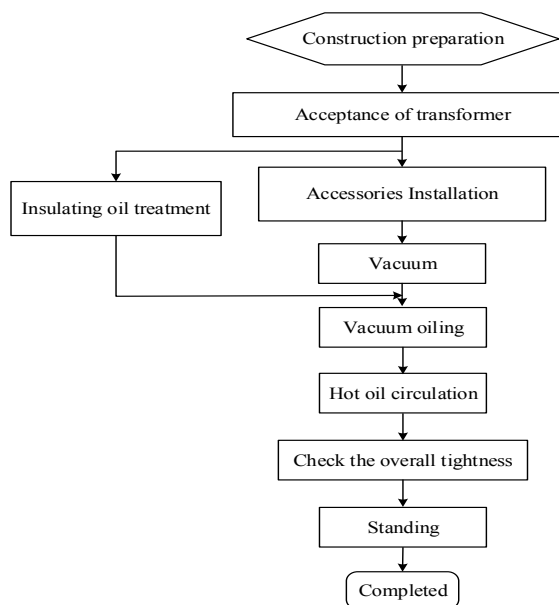 Construction preparation
Acceptance of transformer
Insulating oil treatment
Accessories Installation
Vacuum
Vacuum oiling
Hot oil circulation
Check the overall tightness
Standing
Completed